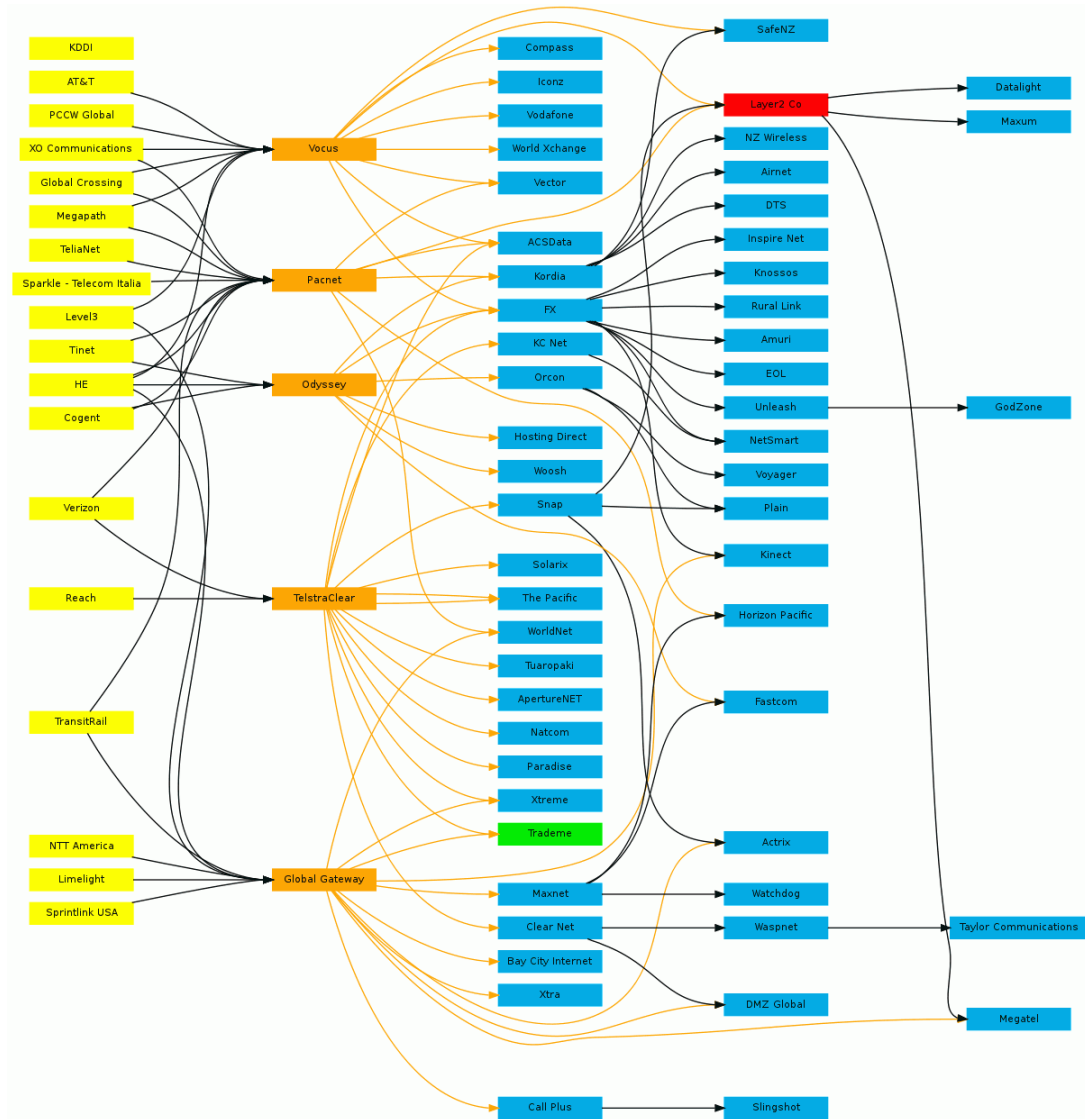 KDDI
AT&T
PCCW Global
XO Communications
Global Crossing
Megapath
TeliaNet
Sparkle - Telecom Italia
Level3
Tinet
HE
Cogent
Verizon
Reach
TransitRail
NTT America
Limelight
Sprintlink USA
Vocus
Pacnet
Odyssey
TelstraClear
Global Gateway
Compass
Iconz
Vodafone
World Xchange
Vector
ACSData
Kordia
FX
KC Net
Orcon
Hosting Direct
Woosh
Snap
Solarix
The Pacific
WorldNet
Tuaropaki
ApertureNET
Natcom
Paradise
Xtreme
Trademe
Maxnet
Clear Net
Bay City Internet
Xtra
Call Plus
SafeNZ
Layer2 Co
NZ Wireless
Airnet
DTS
Inspire Net
Knossos
Rural Link
Amuri
EOL
Unleash
NetSmart
Voyager
Plain
Kinect
Horizon Pacific
Fastcom
Actrix
Watchdog
Waspnet
DMZ Global
Slingshot
Datalight
Maxum
GodZone
Taylor Communications
Megatel